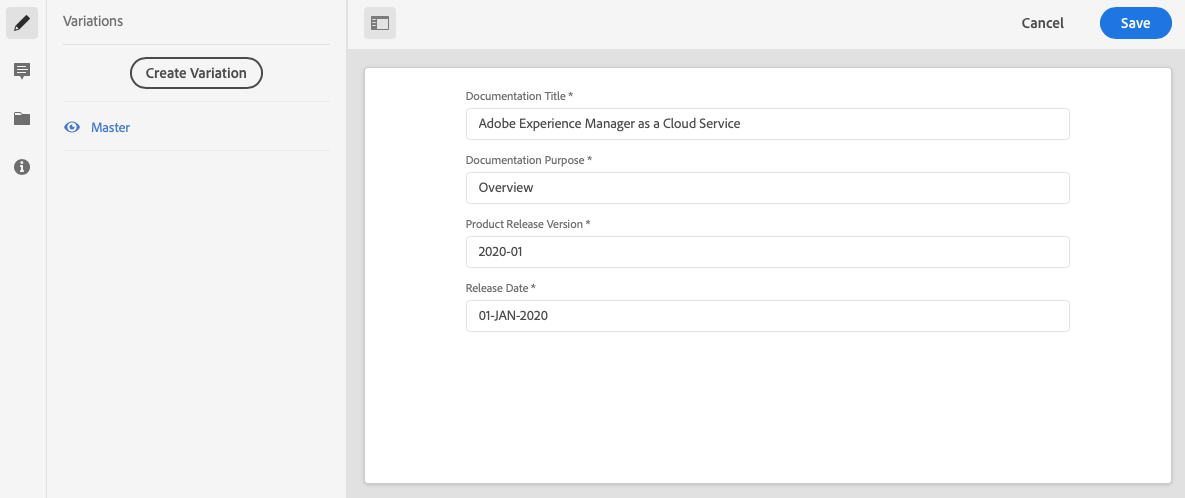 Variations
Cancel
Save
Create Variation
Master
Documentation Title *
Adobe Experience Manager as a Cloud Service
Documentation Purpose *
Overview
Product Release Version *
2020-01
Release Date *
01-JAN-2020